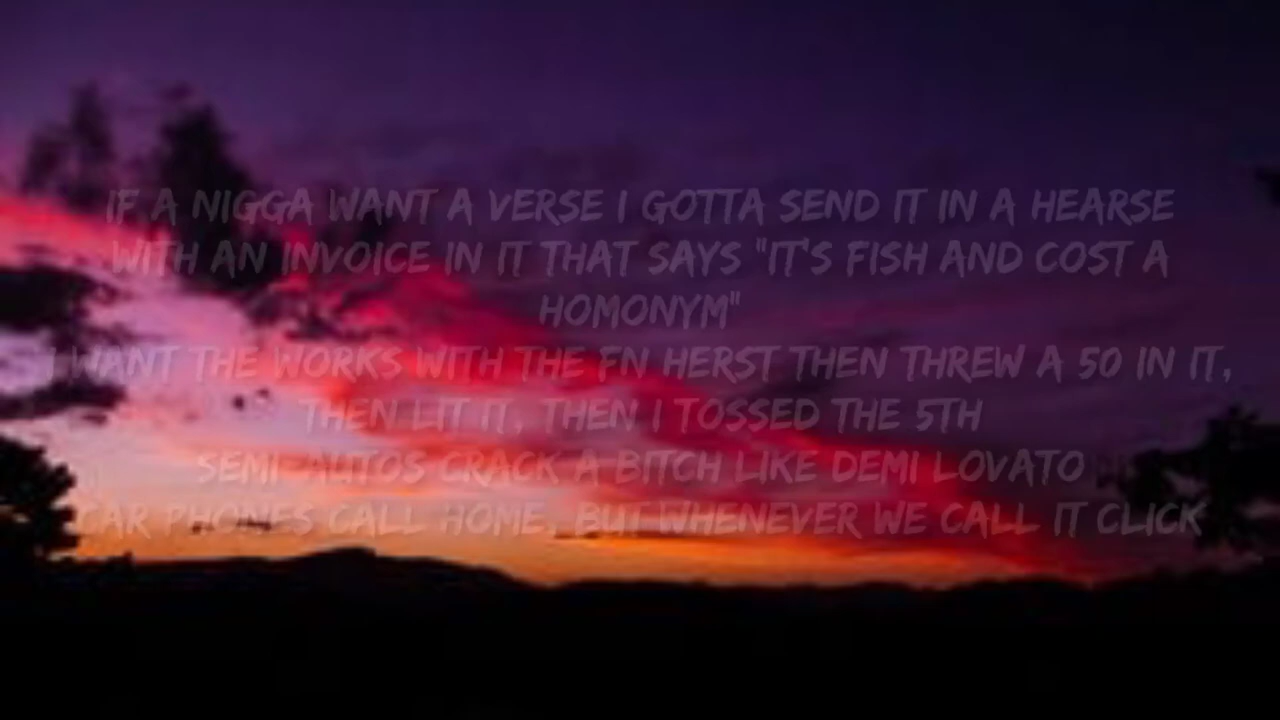 IF A NIGGA WANT A VERSE I GOTTA SEND IT IN A HEARSE
WITH AN INVOICE IN IT THAT SAYS "IT'S FISH AND COST A
HOMONYM"
I WANT THE WORKS WITH THE FN HERST THEN THREW A 50 IN IT,
THEN LIT IT, THEN I TOSSED THE 5TH
SEMI-AUTOS CRACK A BITCH LIKE DEMI LOVATO
CAR PHONES CALL HOME, BUT WHENEVER WE CALL IT CLICK